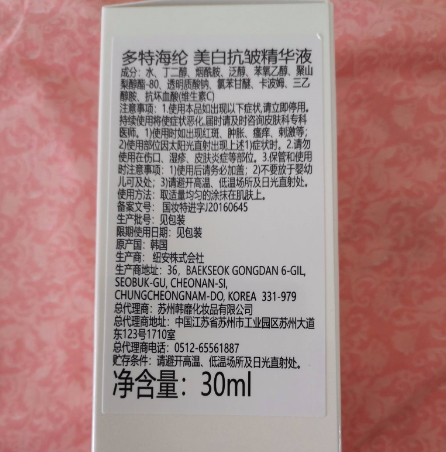 多特海纶 美白抗皱精华液
成分：水、丁二醇、烟酰胺、泛醇、苯氧乙醇、聚山
梨醇酯-80、透明质酸钠、氯苯甘醚、卡波姆、三乙
醇胺、抗坏血酸(维生素C)
注意事项：1.使用本品如出现以下症状,请立即停用。
持续使用将使症状恶化,届时请及时咨询皮肤科专科
医师。1)使用时如出现红斑、肿胀、瘙痒、刺激等；
2)使用部位因太阳光直射出现上述1)症状时。2.请勿
使用在伤口、湿疹、皮肤炎症等部位。3.保管和使用
时注意事项：1)使用后请务必加盖；2)不要放于婴幼
儿可及处；3)请避开高温、低温场所及日光直射处。
使用方法：取适量均匀的涂抹在肌肤上。
备案文号：国妆特进字J20160645
生产批号：见包装
限期使用日期：见包装
原产国：韩国
生产商： 纽安株式会社
生产商地址：36, BAEKSEOK GONGDAN 6-GIL,
SEOBUK-GU, CHEONAN-SI,
CHUNGCHEONGNAM-DO, KOREA 331-979
总代理商：苏州韩靡化妆品有限公司
总代理商地址：中国江苏省苏州市工业园区苏州大道
东123号1710室
总代理商电话：0512-65561887
贮存条件：请避开高温、低温场所及日光直射处。
净含量：30ml